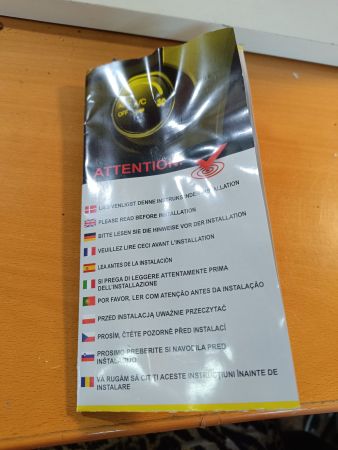 A/C
OFF
ATTENTION!
LÆS VENLIGST DENNE INSTRUKS INDEN INSTALLATION
PLEASE READ BEFORE INSTALLATION
BITTE LESEN SIE DIE HINWEISE VOR DER INSTALLATION
VEUILLEZ LIRE CECI AVANT L'INSTALLATION
LEA ANTES DE LA INSTALACIÓN
SI PREGA DI LEGGERE ATTENTAMENTE PRIMA
DELL'INSTALLAZIONE
POR FAVOR, LER COM ATENÇÃO ANTES DA INSTALAÇÃO
PRZED INSTALACJĄ UWAŻNIE PRZECZYTAĆ
PROSÍM, ČTĚTE POZORNĚ PŘED INSTALACÍ
PROSIMO PREBERITE SI NAVODILA PRED
INŠTALACIJO
VĂ RUGĂM SĂ CITIȚI ACESTE INSTRUCȚIUNI ÎNAINTE DE
INSTALARE